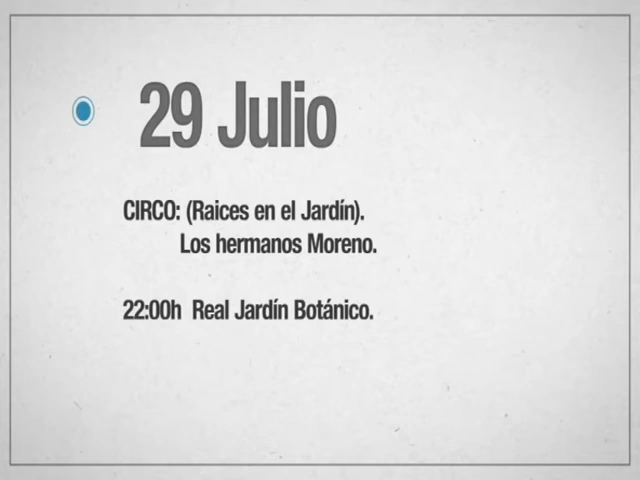 29 Julio
CIRCO: (Raices en el Jardín).
Los hermanos Moreno.
22:00h Real Jardín Botánico.